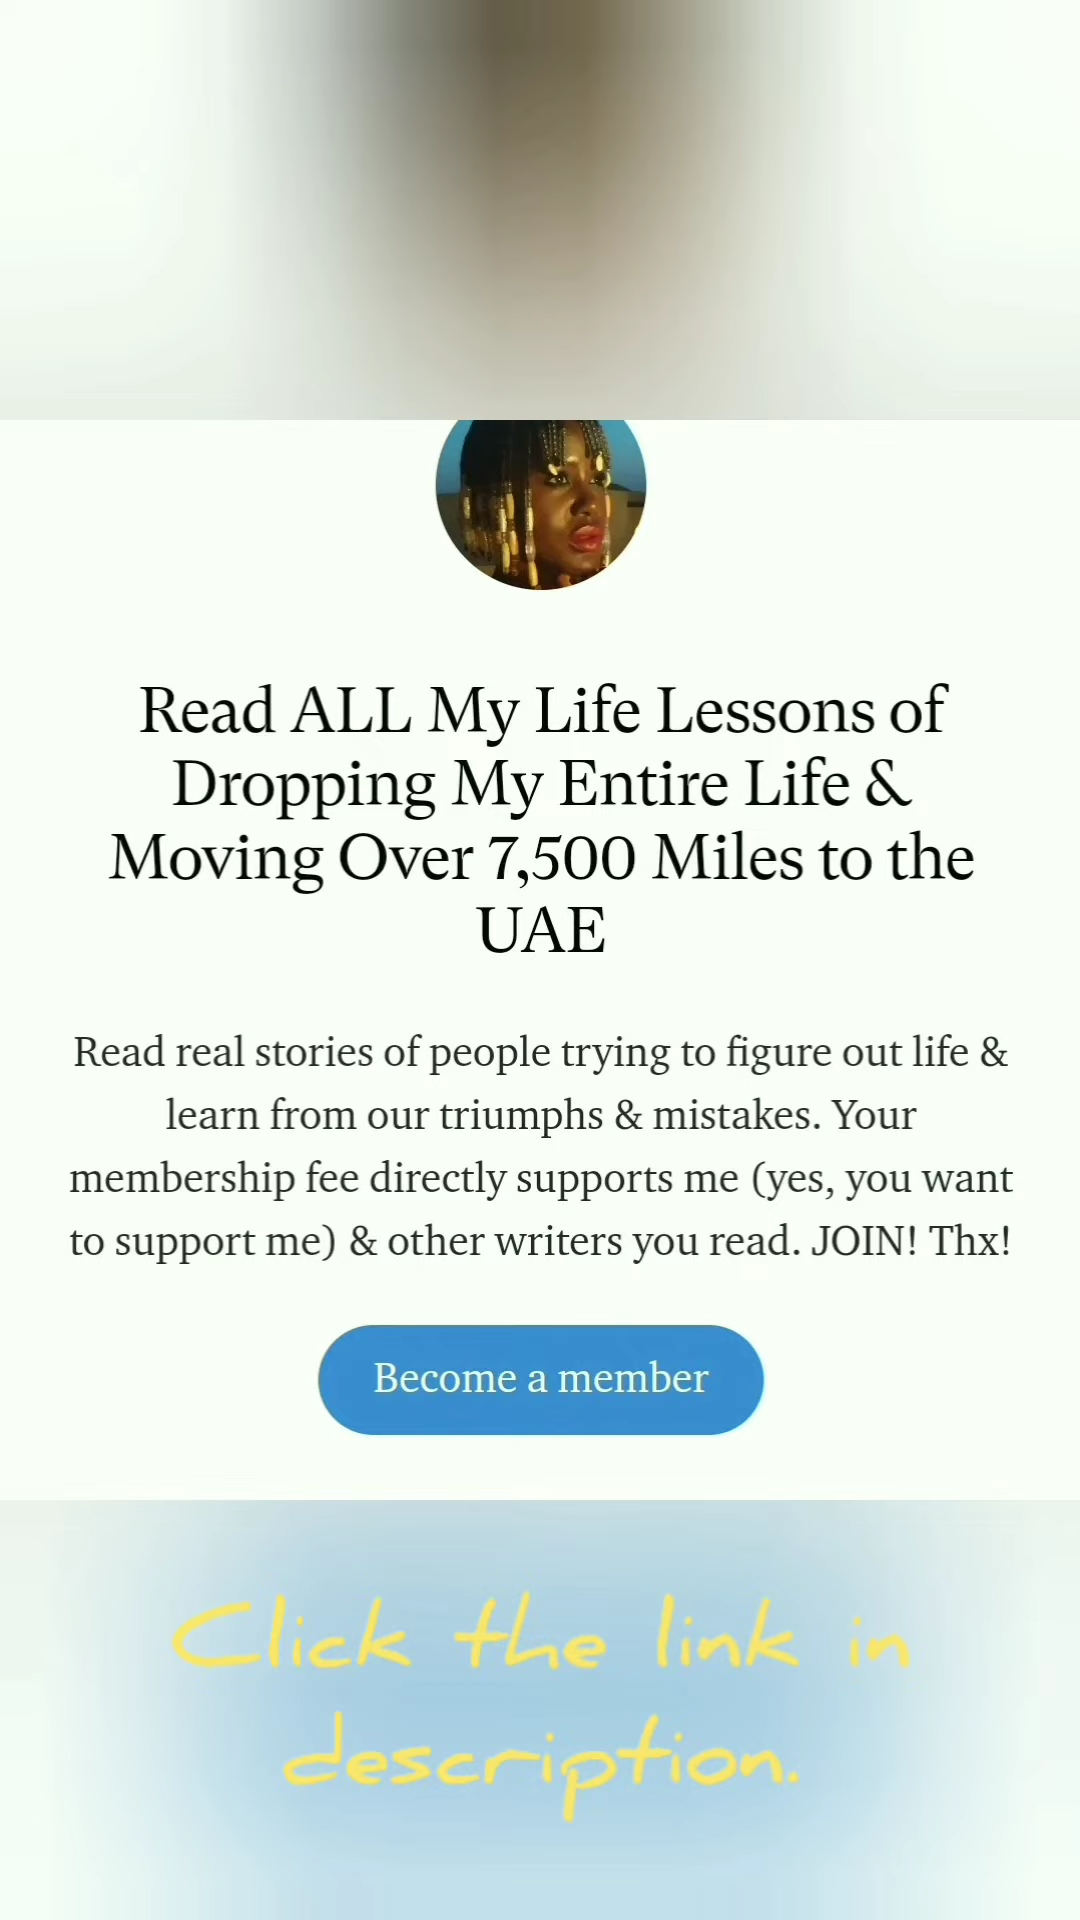 Read ALL My Life Lessons of
Dropping My Entire Life &
Moving Over 7,500 Miles to the
UAE
Read real stories of people trying to figure out life &
learn from our triumphs & mistakes. Your
membership fee directly supports me (yes, you want
to support me) & other writers you read. JOIN! Thx!
Become a member
Click the link in
description.